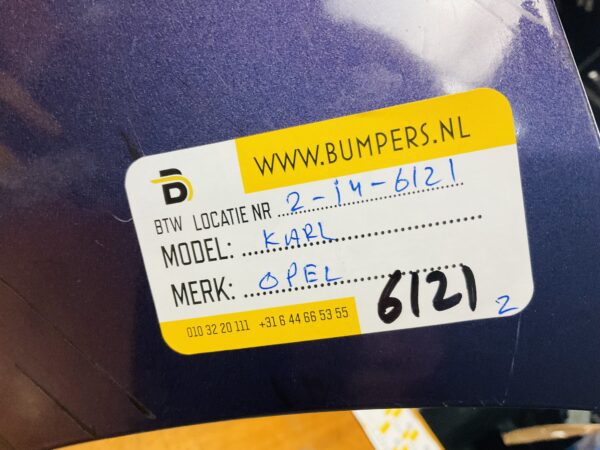 WWW.BUMPERS.NL
B
BTW LOCATIE NR 2-14-6121
MODEL: KARL
MERK: OPEL
010 32 20 111 +31 6 44 66 53 55
6121
2